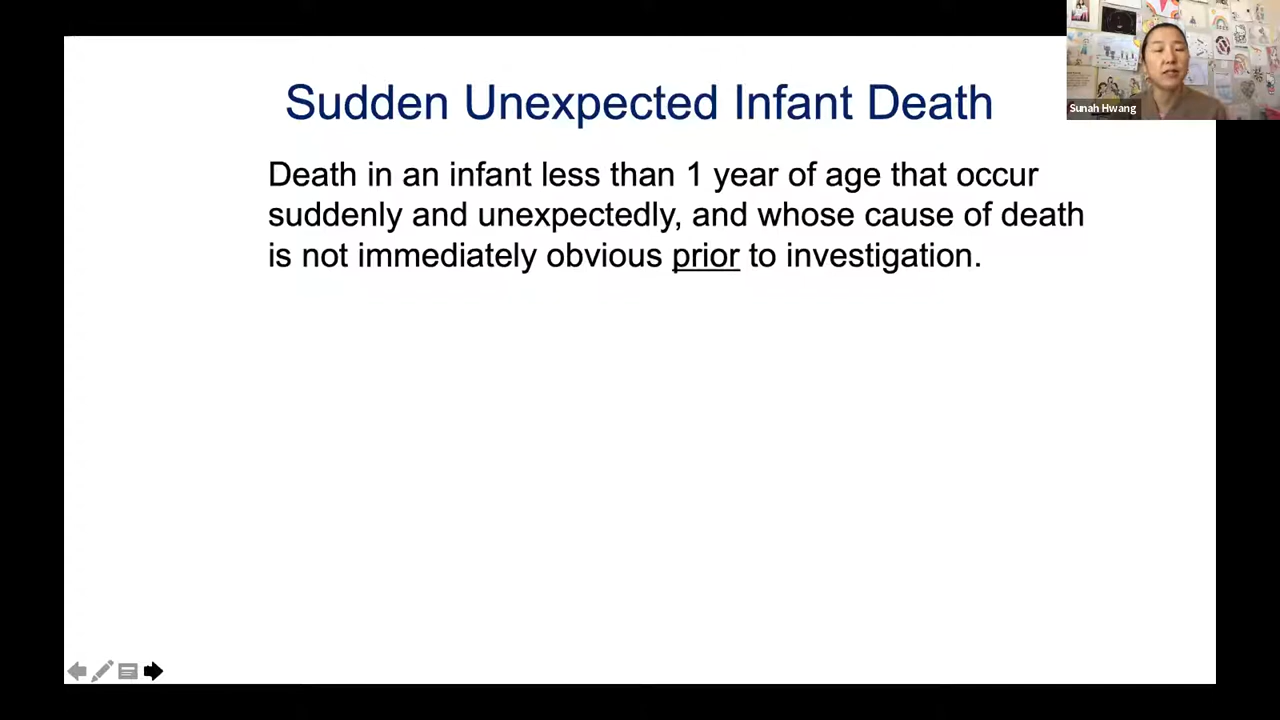 Sudden Unexpected Infant Death
Death in an infant less than 1 year of age that occur
suddenly and unexpectedly, and whose cause of death
is not immediately obvious prior to investigation.
Sunah Hwang